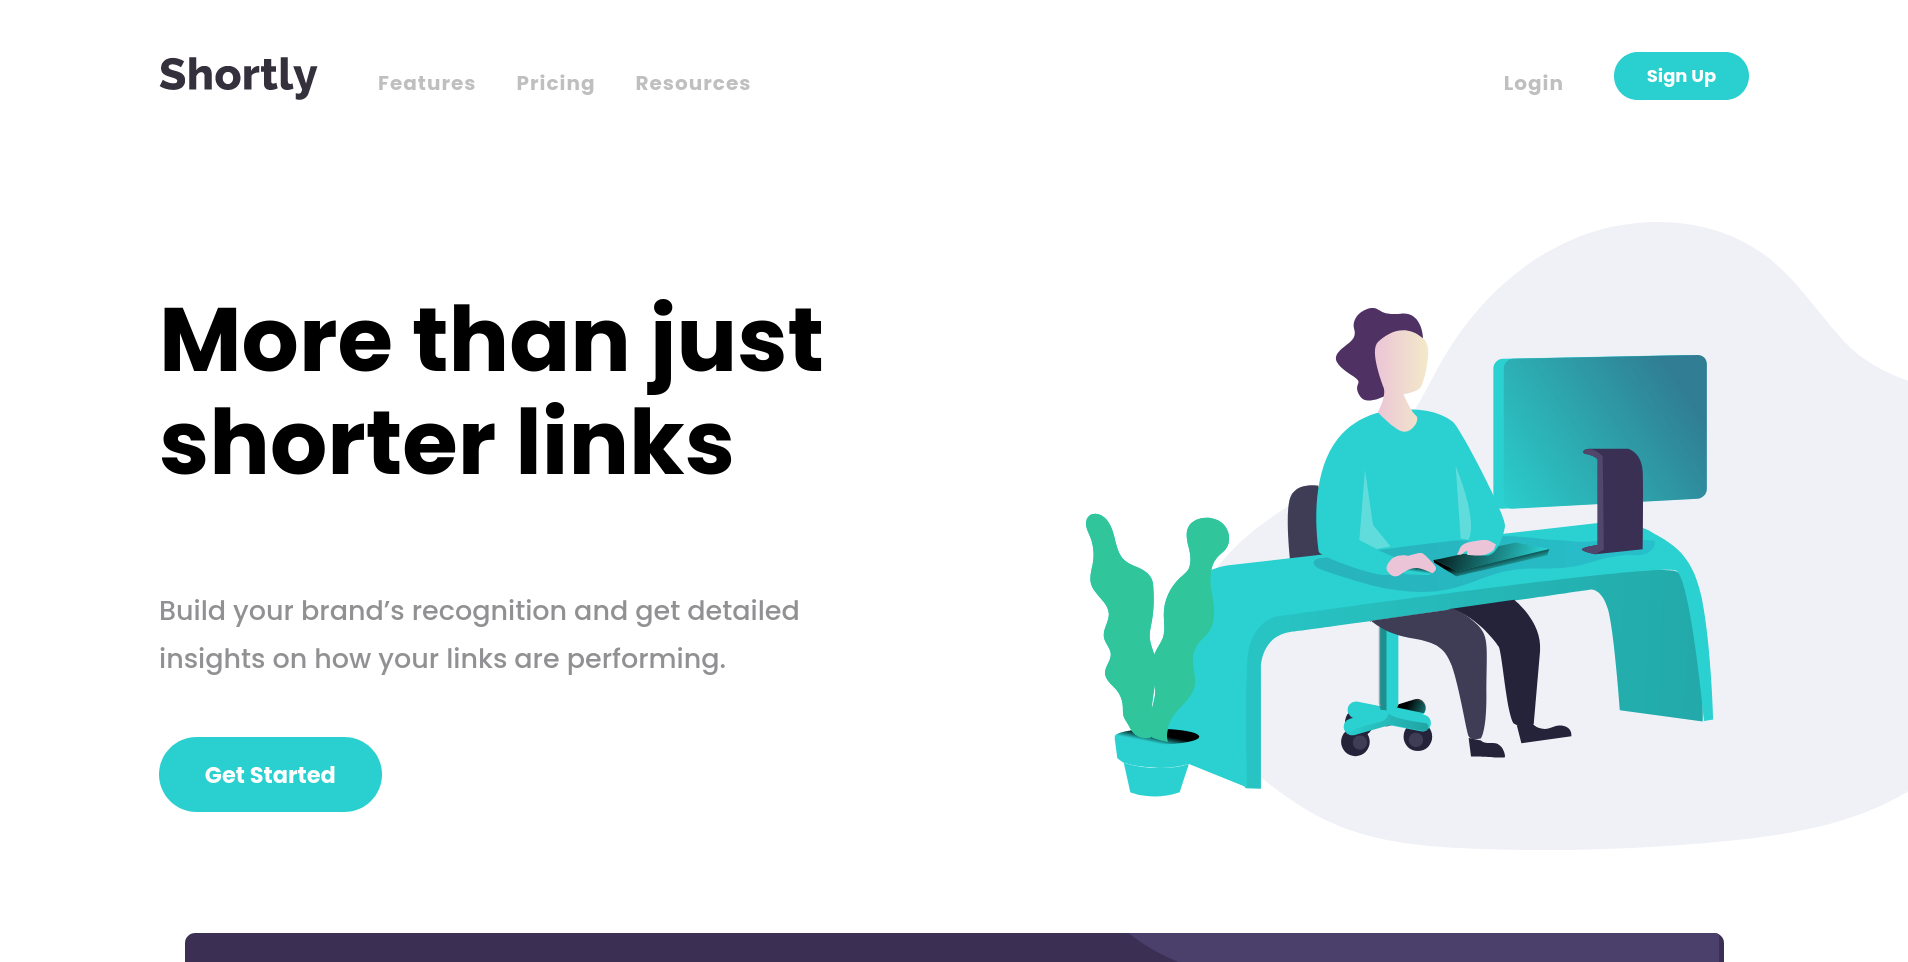 Shortly
Features
Pricing
Resources
Login
Sign Up
More than just
shorter links
Build your brand’s recognition and get detailed
insights on how your links are performing.
Get Started